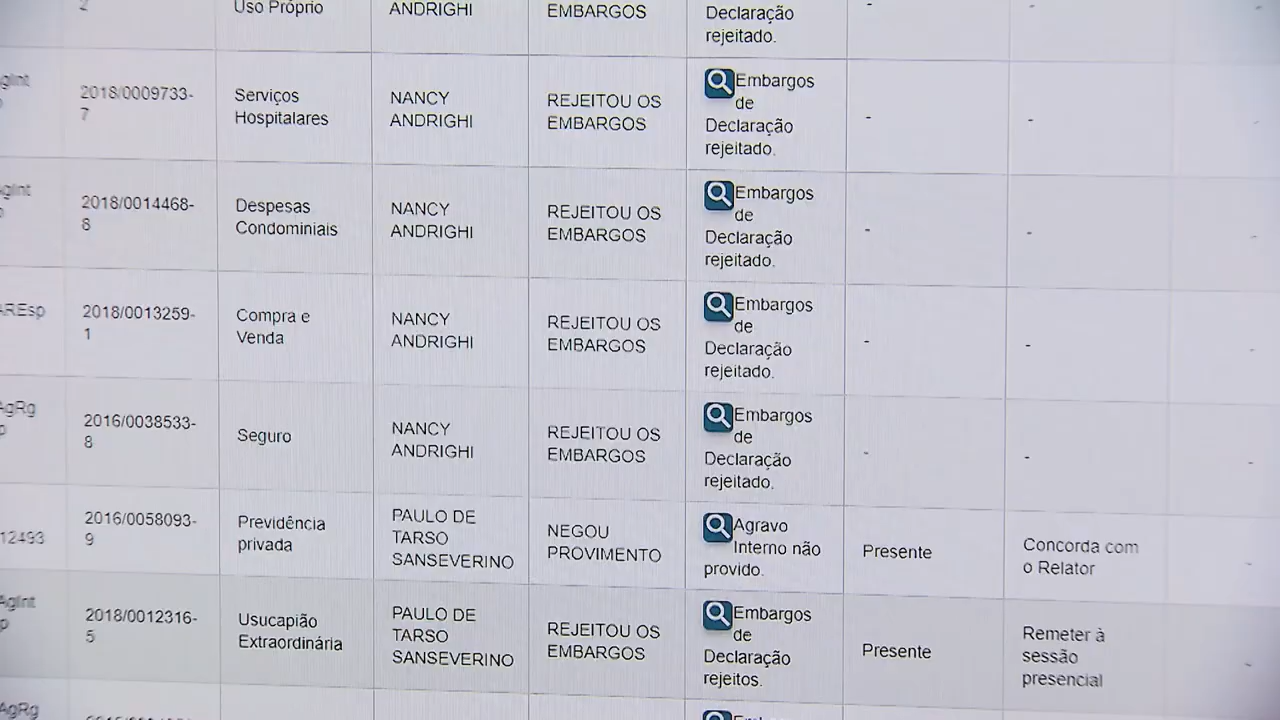 2
Uso Próprio
ANDRIGHI
EMBARGOS
Declaração
rejeitado.
-
-
AgInt
2018/0009733-
7
Serviços
Hospitalares
NANCY
ANDRIGHI
REJEITOU OS
EMBARGOS
Embargos
de
Declaração
rejeitado.
-
-
-
AgInt
2018/0014468-
8
Despesas
Condominiais
NANCY
ANDRIGHI
REJEITOU OS
EMBARGOS
Embargos
de
Declaração
rejeitado.
-
-
-
AREsp
2018/0013259-
1
Compra e
Venda
NANCY
ANDRIGHI
REJEITOU OS
EMBARGOS
Embargos
de
Declaração
rejeitado.
-
-
-
AgRg
2016/0038533-
8
Seguro
NANCY
ANDRIGHI
REJEITOU OS
EMBARGOS
Embargos
de
Declaração
rejeitado.
-
-
-
12493
2016/0058093-
9
Previdência
privada
PAULO DE
TARSO
SANSEVERINO
NEGOU
PROVIMENTO
Agravo
Interno não
provido.
Presente
Concorda com
o Relator
-
AgInt
2018/0012316-
5
Usucapião
Extraordinária
PAULO DE
TARSO
SANSEVERINO
REJEITOU OS
EMBARGOS
Embargos
de
Declaração
rejeitos.
Presente
Remeter à
sessão
presencial
-
AgRg